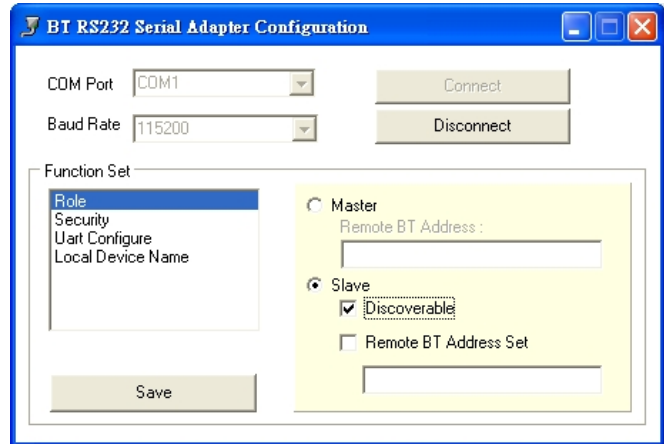 BT RS232 Serial Adapter Configuration
COM Port COM1 Connect
Baud Rate 115200 Disconnect
Function Set
Role
Security
Uart Configure
Local Device Name
Save
Master
Remote BT Address :
Slave
Discoverable
Remote BT Address Set